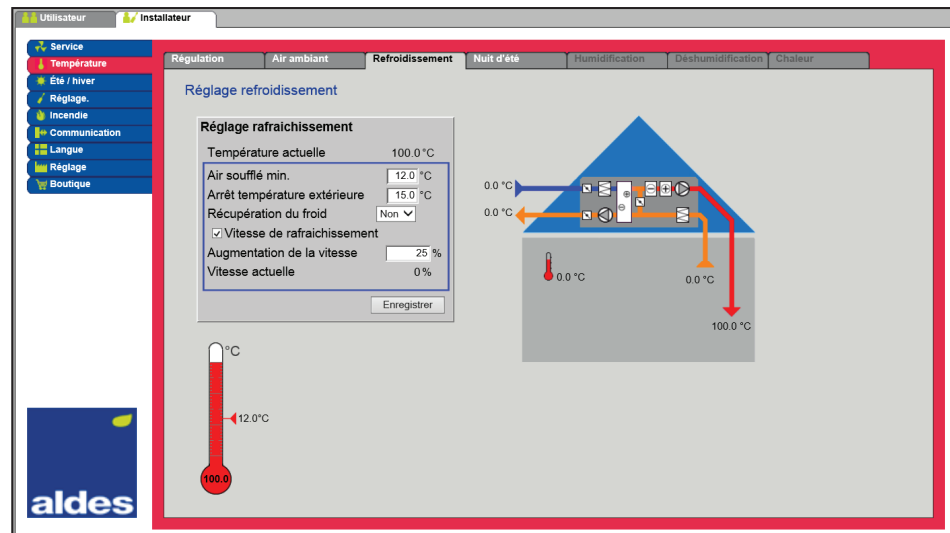 Utilisateur Installateur
Service
Température
Été / hiver
Réglage.
Incendie
Communication
Langue
Réglage
Boutique
Régulation Air ambiant Refroidissement Nuit d'été Humidification Déshumidification Chaleur
Réglage refroidissement
Réglage rafraichissement
Température actuelle 100.0°C
Air soufflé min. 12.0 °C
Arrêt température extérieure 15.0 °C
Récupération du froid Non
Vitesse de rafraichissement
Augmentation de la vitesse 25 %
Vitesse actuelle 0%
Enregistrer
0.0 °C
0.0 °C
0.0 °C
0.0 °C
100.0 °C
°C
12.0°C
100.0
aldes